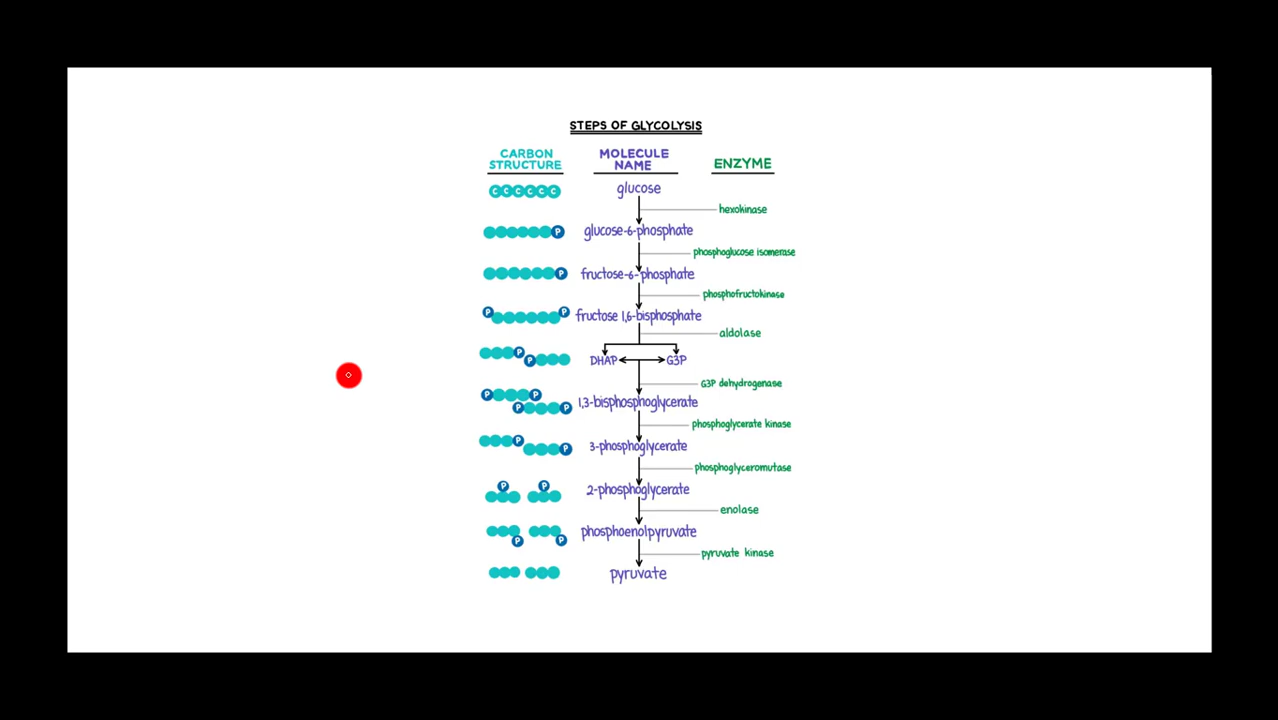 STEPS OF GLYCOLYSIS
CARBON STRUCTURE
MOLECULE NAME
ENZYME
C C C C C C
glucose
hexokinase
P
glucose-6-phosphate
phosphoglucose isomerase
P
fructose-6-phosphate
phosphofructokinase
P P
fructose 1,6-bisphosphate
aldolase
P P
DHAP G3P
G3P dehydrogenase
P P
P P
1,3-bisphosphoglycerate
phosphoglycerate kinase
P P
3-phosphoglycerate
phosphoglyceromutase
P P
2-phosphoglycerate
enolase
P P
phosphoenolpyruvate
pyruvate kinase
pyruvate